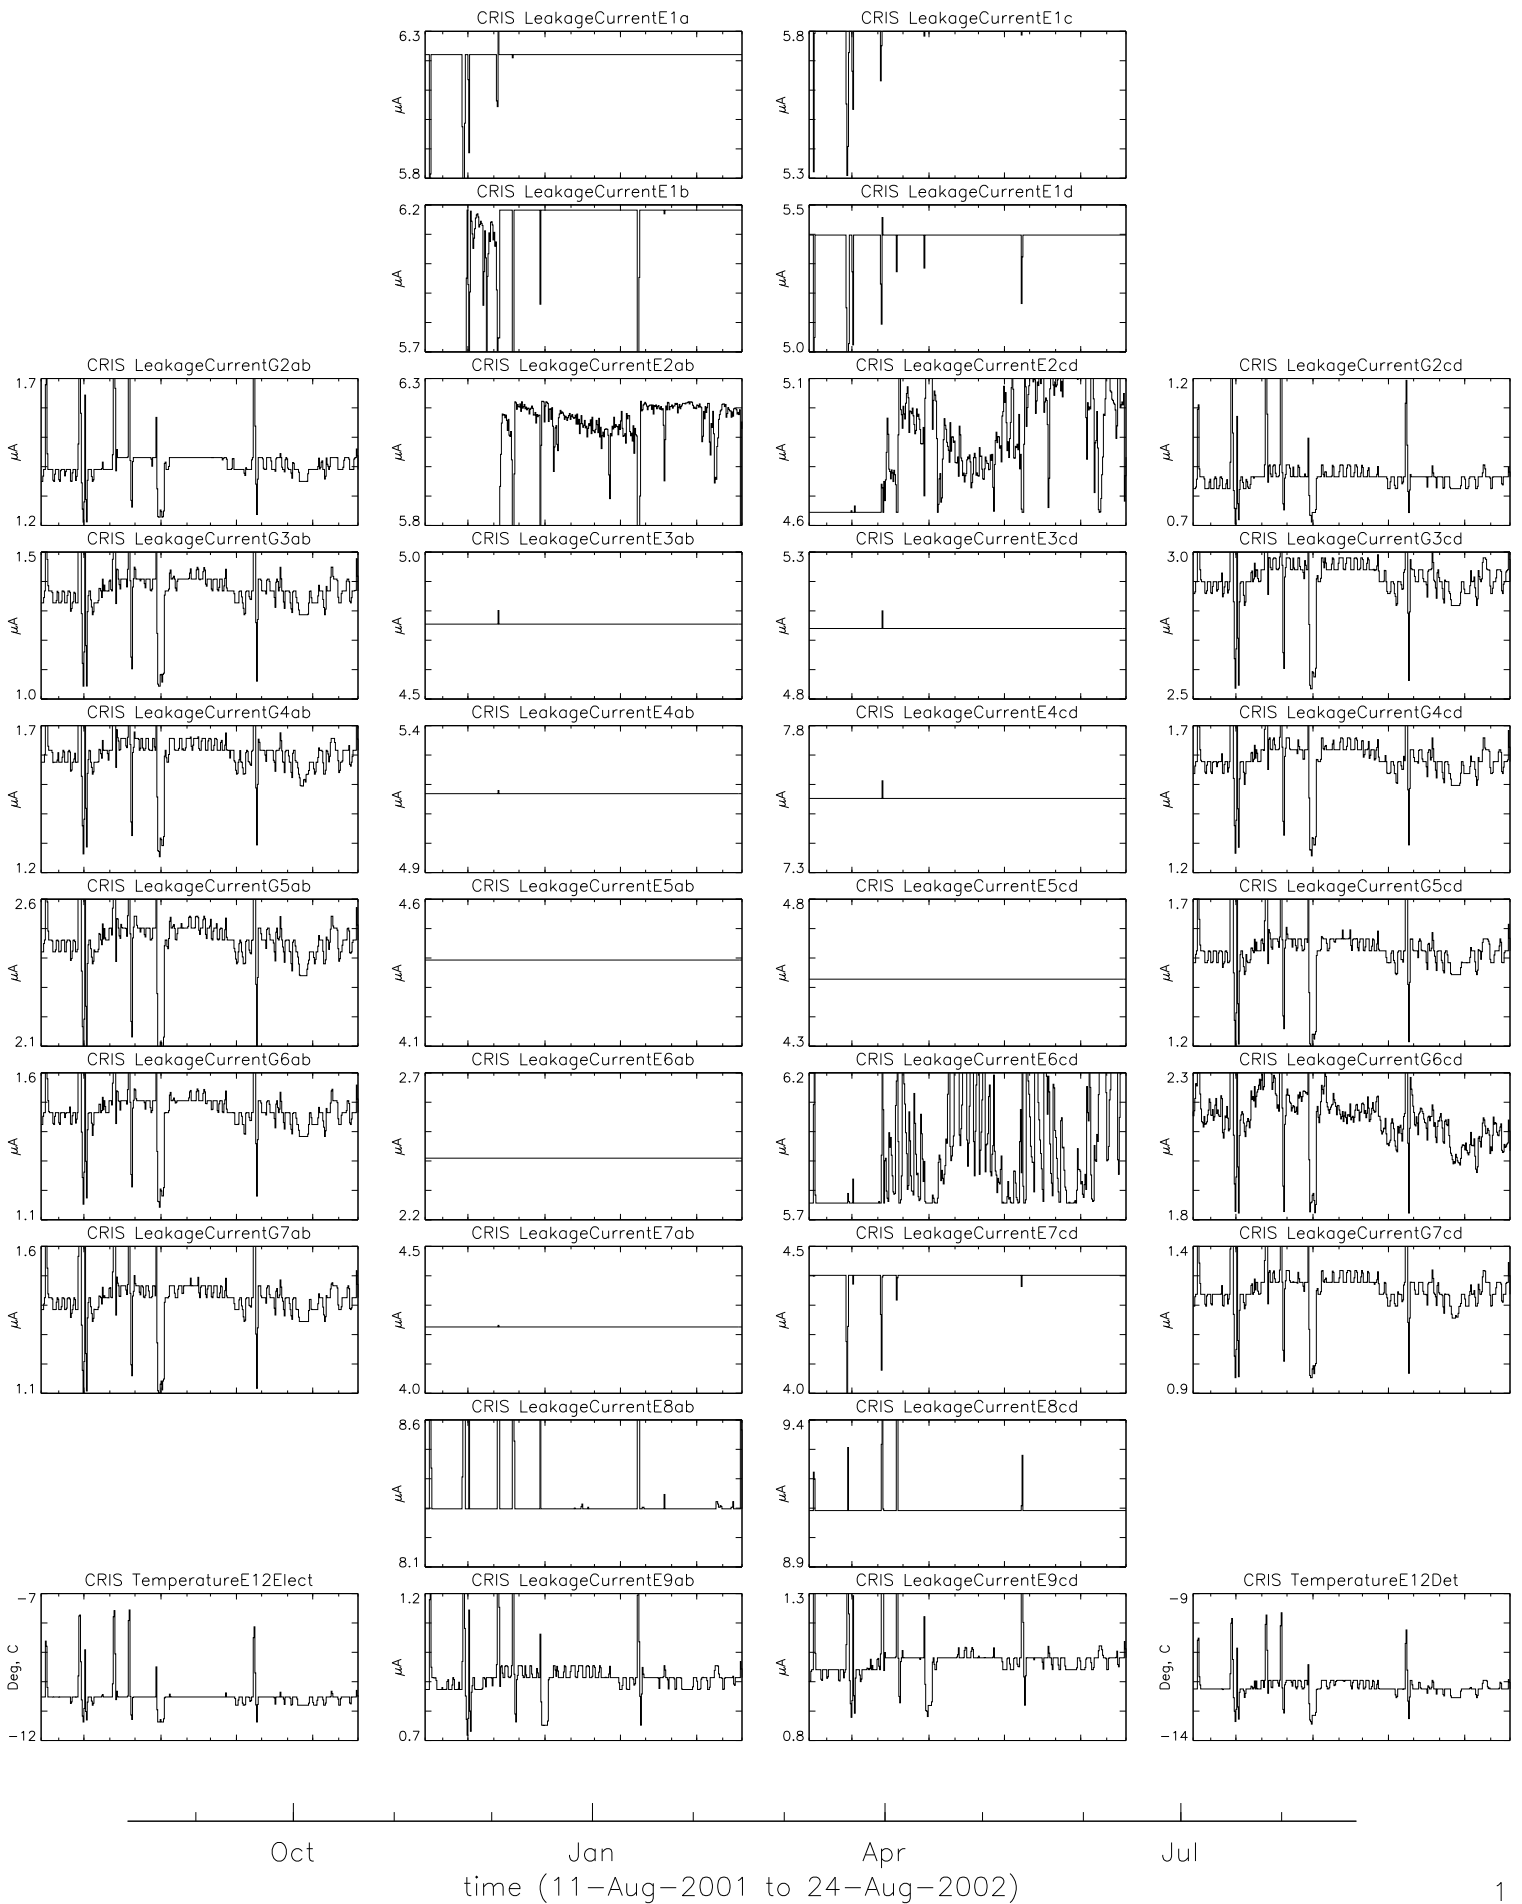 CRIS LeakageCurrentE1a
6.3
µA
5.8
CRIS LeakageCurrentE1c
5.8
µA
5.3
CRIS LeakageCurrentE1b
6.2
µA
5.7
CRIS LeakageCurrentE1d
5.5
µA
5.0
CRIS LeakageCurrentG2ab
1.7
µA
1.2
CRIS LeakageCurrentE2ab
6.3
µA
5.8
CRIS LeakageCurrentE2cd
5.1
µA
4.6
CRIS LeakageCurrentG2cd
1.2
µA
0.7
CRIS LeakageCurrentG3ab
1.5
µA
1.0
CRIS LeakageCurrentE3ab
5.0
µA
4.5
CRIS LeakageCurrentE3cd
5.3
µA
4.8
CRIS LeakageCurrentG3cd
3.0
µA
2.5
CRIS LeakageCurrentG4ab
1.7
µA
1.2
CRIS LeakageCurrentE4ab
5.4
µA
4.9
CRIS LeakageCurrentE4cd
7.8
µA
7.3
CRIS LeakageCurrentG4cd
1.7
µA
1.2
CRIS LeakageCurrentG5ab
2.6
µA
2.1
CRIS LeakageCurrentE5ab
4.6
µA
4.1
CRIS LeakageCurrentE5cd
4.8
µA
4.3
CRIS LeakageCurrentG5cd
1.7
µA
1.2
CRIS LeakageCurrentG6ab
1.6
µA
1.1
CRIS LeakageCurrentE6ab
2.7
µA
2.2
CRIS LeakageCurrentE6cd
6.2
µA
5.7
CRIS LeakageCurrentG6cd
2.3
µA
1.8
CRIS LeakageCurrentG7ab
1.6
µA
1.1
CRIS LeakageCurrentE7ab
4.5
µA
4.0
CRIS LeakageCurrentE7cd
4.5
µA
4.0
CRIS LeakageCurrentG7cd
1.4
µA
0.9
CRIS LeakageCurrentE8ab
8.6
µA
8.1
CRIS LeakageCurrentE8cd
9.4
µA
8.9
CRIS TemperatureE12Elect
-7
Deg, C
-12
CRIS LeakageCurrentE9ab
1.2
µA
0.7
CRIS LeakageCurrentE9cd
1.3
µA
0.8
CRIS TemperatureE12Det
-9
Deg, C
-14
Oct Jan Apr Jul
time (11-Aug-2001 to 24-Aug-2002)
1